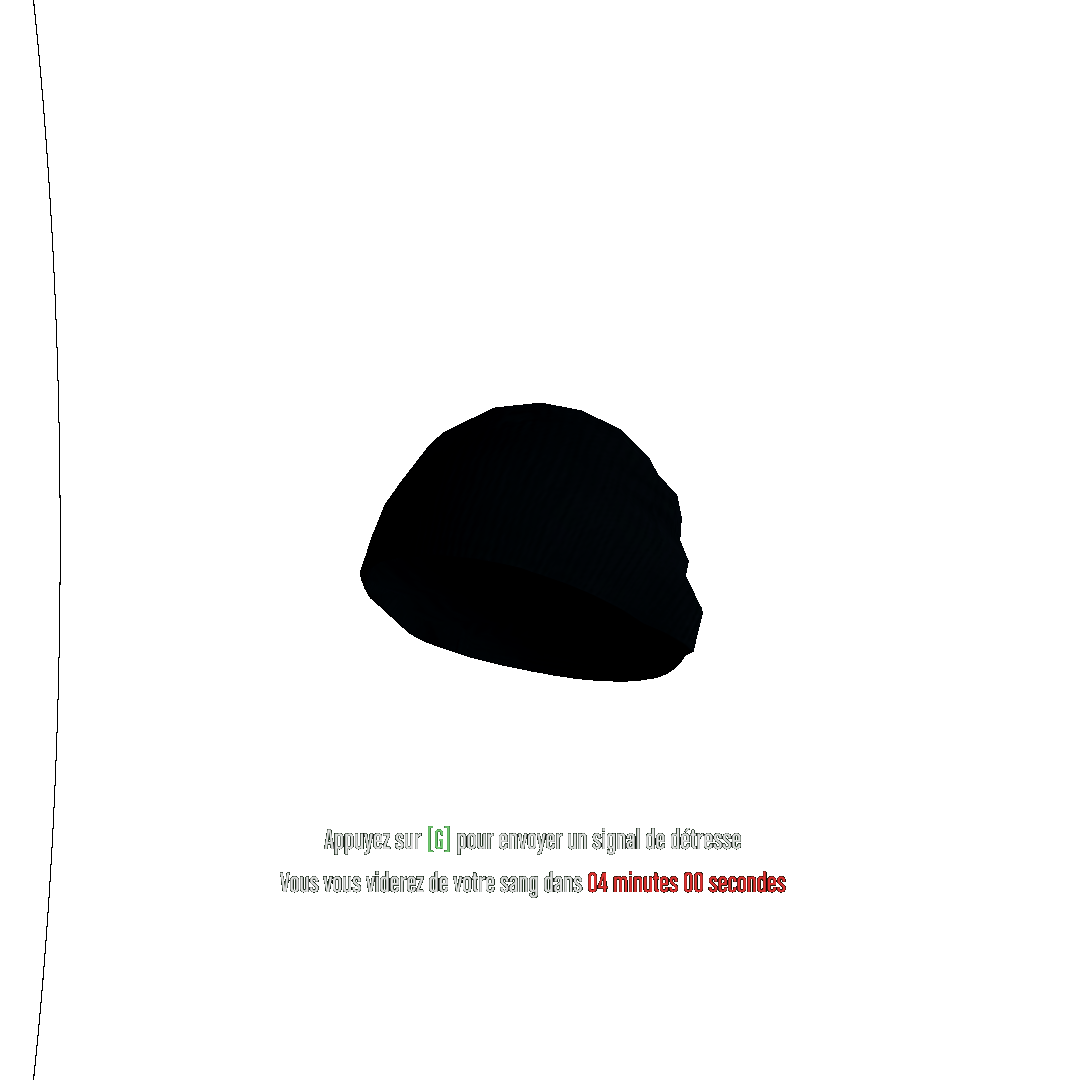 Appuyez sur [G] pour envoyer un signal de détresse
Vous vous viderez de votre sang dans 04 minutes 00 secondes